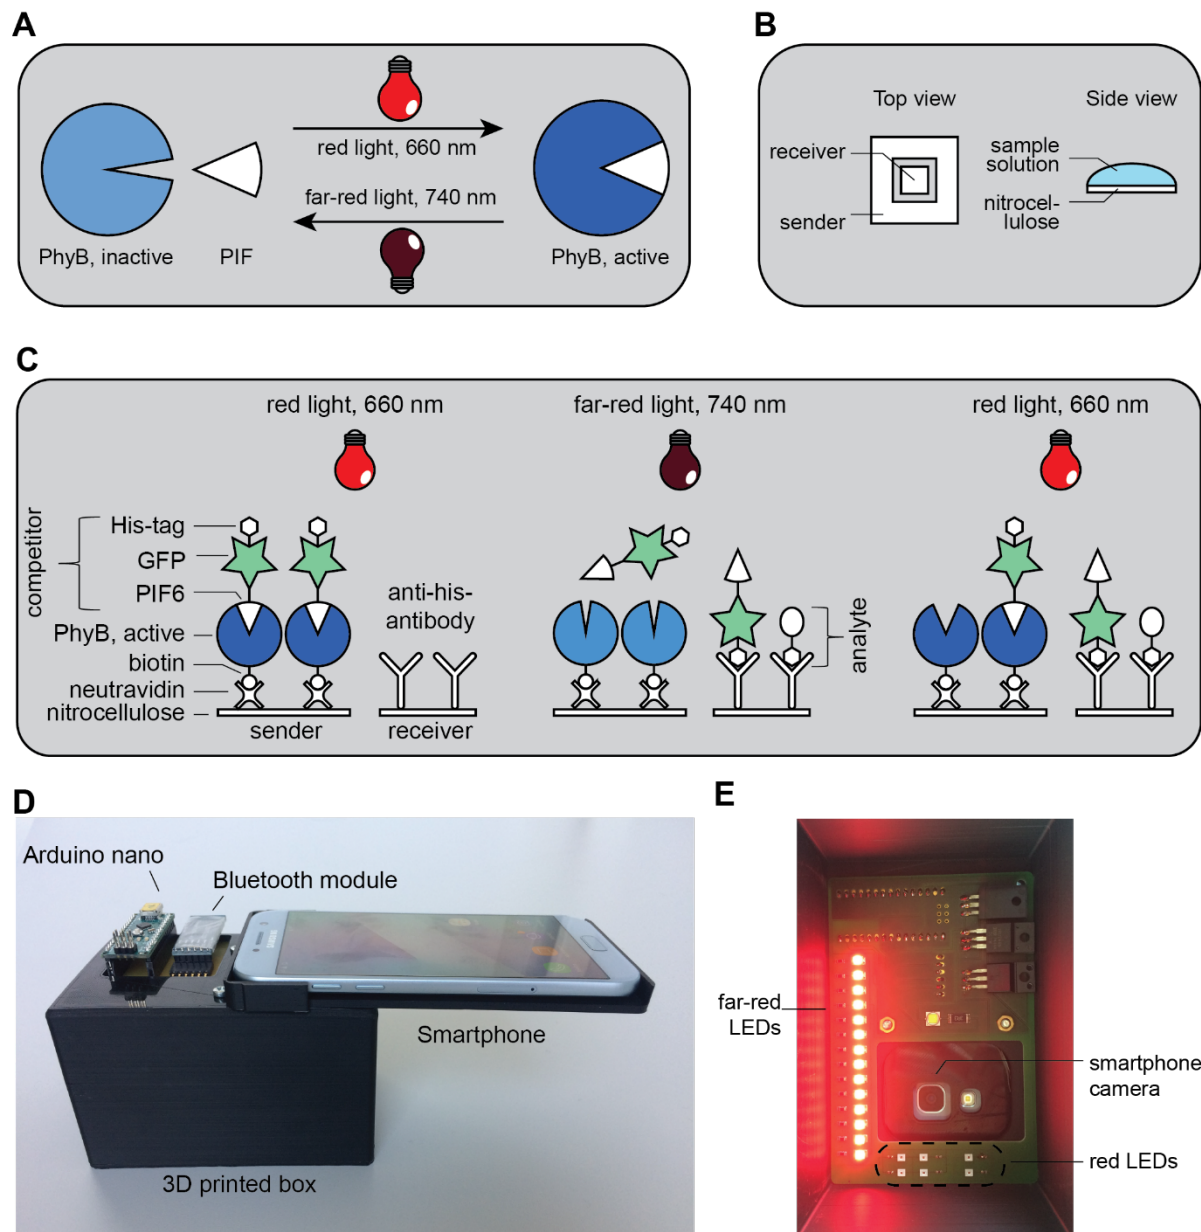 A
red light, 660 nm
far-red light, 740 nm
PhyB, inactive
PIF
PhyB, active
B
Top view
Side view
receiver
sender
sample
solution
nitrocel-
lulose
C
red light, 660 nm
far-red light, 740 nm
red light, 660 nm
competitor
His-tag
GFP
PIF6
PhyB, active
biotin
neutravidin
nitrocellulose
sender
anti-his-
antibody
receiver
analyte
D
Arduino nano
Bluetooth module
SAMSUNG
Smartphone
3D printed box
E
far-red
LEDs
smartphone
camera
red LEDs